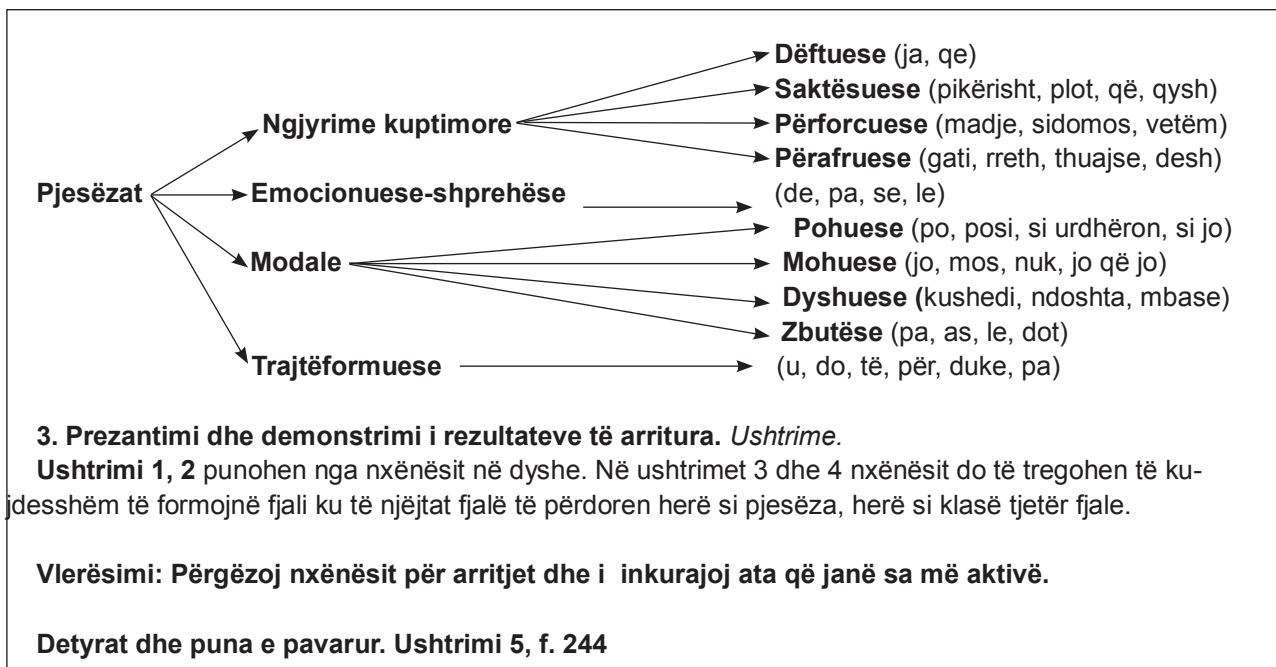 Dëftuese (ja, qe)
Saktësuese (pikërisht, plot, që, qysh)
Ngjyrime kuptimore
Përforcuese (madje, sidomos, vetëm)
Përafruese (gati, rreth, thuajse, desh)
Pjesëzat
Emocionuese-shprehëse
(de, pa, se, le)
Pohuese (po, posi, si urdhëron, si jo)
Modale
Mohuese (jo, mos, nuk, jo që jo)
Dyshuese (kushedi, ndoshta, mbase)
Zbutëse (pa, as, le, dot)
Trajtëformuese
(u, do, të, për, duke, pa)
3. Prezantimi dhe demonstrimi i rezultateve të arritura. Ushtrime.
Ushtrimi 1, 2 punohen nga nxënësit në dyshe. Në ushtrimet 3 dhe 4 nxënësit do të tregohen të ku-
jdesshëm të formojnë fjali ku të njëjtat fjalë të përdoren herë si pjesëza, herë si klasë tjetër fjale.
Vlerësimi: Përgëzoj nxënësit për arritjet dhe i inkurajoj ata që janë sa më aktivë.
Detyrat dhe puna e pavarur. Ushtrimi 5, f. 244